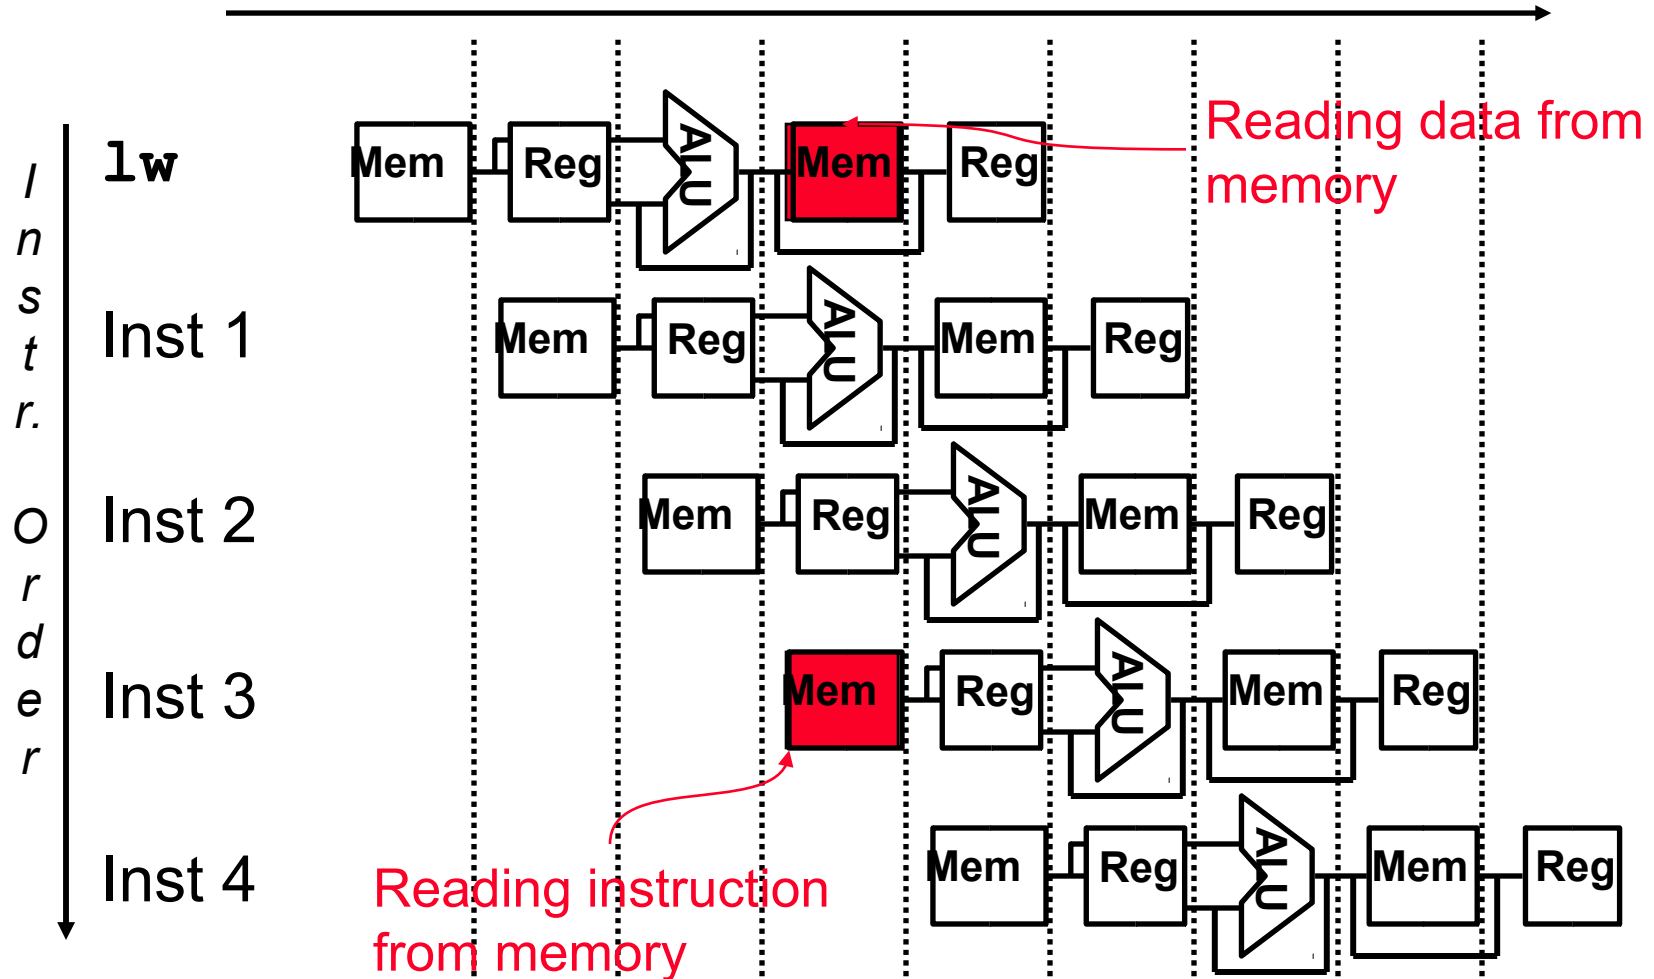 I
n
s
t
r.
O
r
d
e
r
lw
Mem Reg ALU Mem Reg
Reading data from
memory
Inst 1
Mem Reg ALU Mem Reg
Inst 2
Mem Reg ALU Mem Reg
Inst 3
Mem Reg ALU Mem Reg
Inst 4
Mem Reg ALU Mem Reg
Reading instruction
from memory